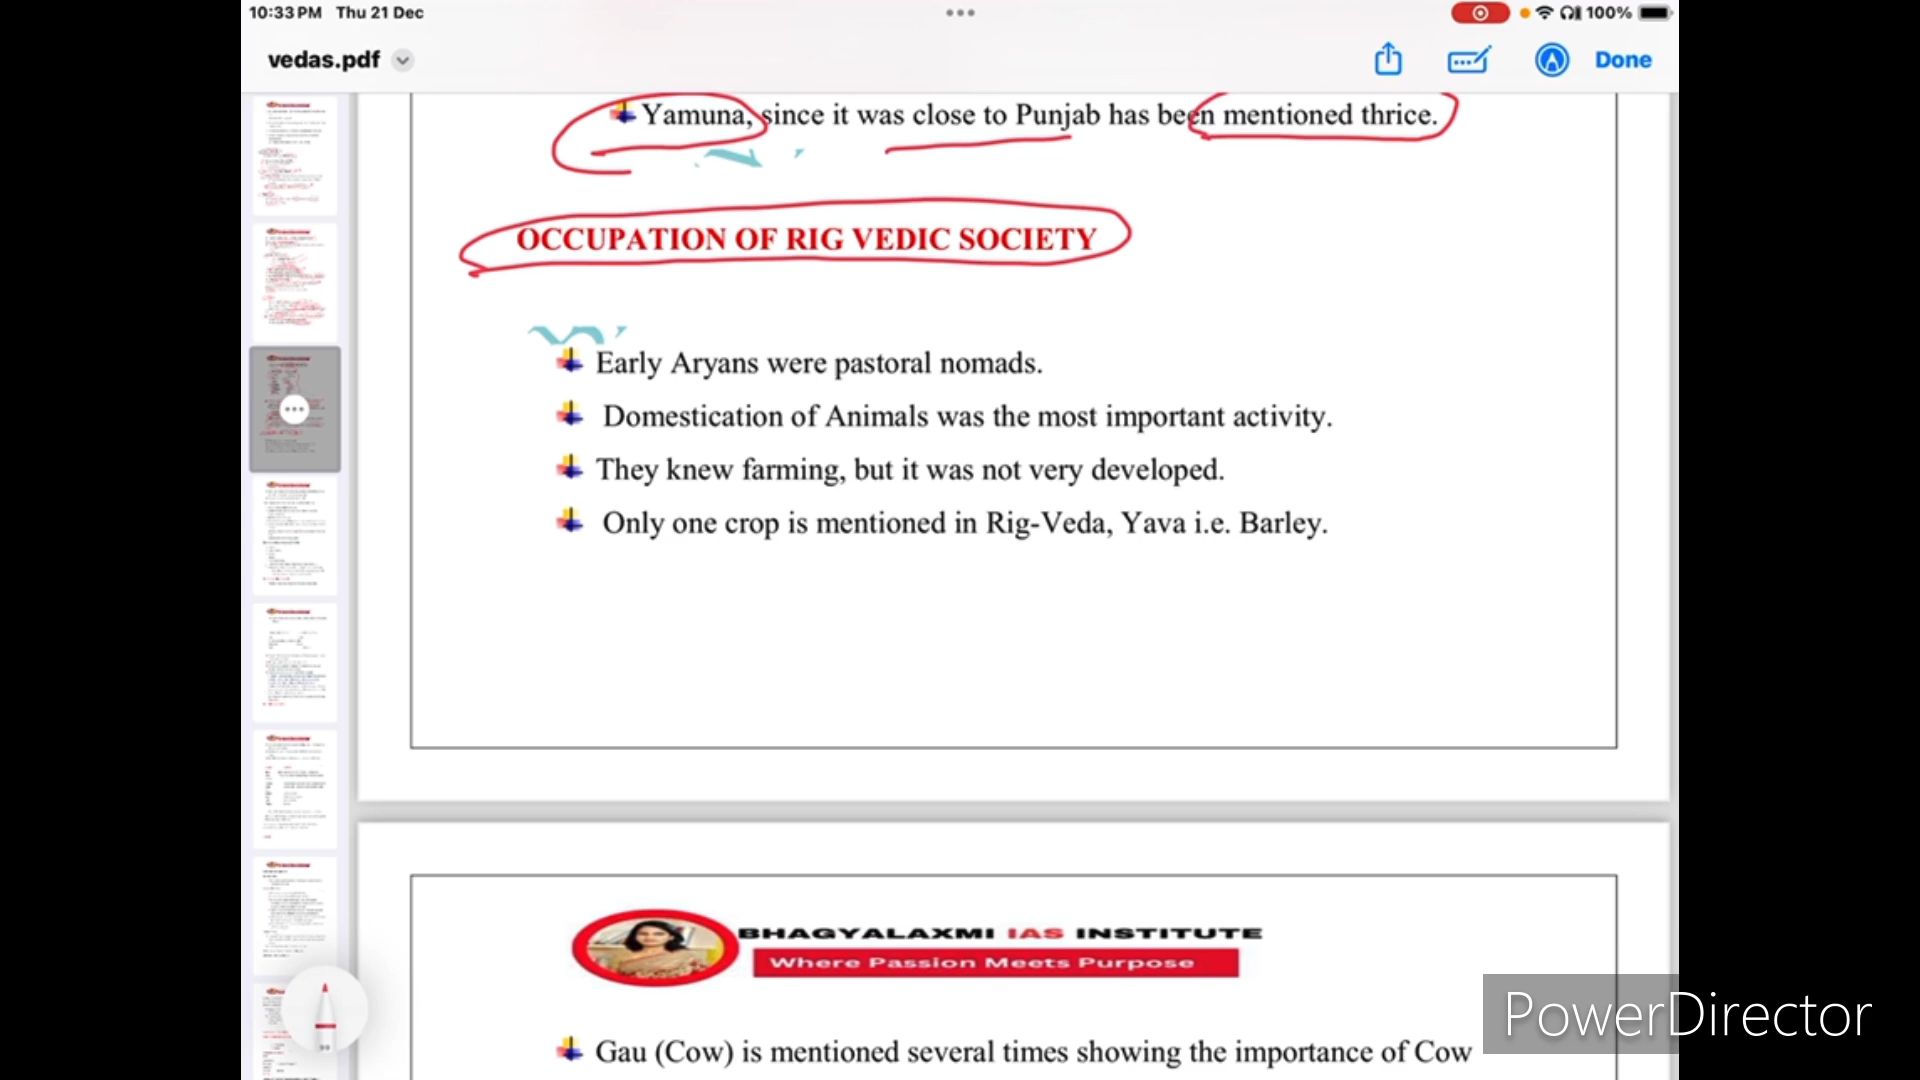 10:33 PM Thu 21 Dec
100%
vedas.pdf
Done
Yamuna, since it was close to Punjab has been mentioned thrice.
OCCUPATION OF RIG VEDIC SOCIETY
Early Aryans were pastoral nomads.
Domestication of Animals was the most important activity.
They knew farming, but it was not very developed.
Only one crop is mentioned in Rig-Veda, Yava i.e. Barley.
BHAGYALAXMI IAS INSTITUTE
Where Passion Meets Purpose
PowerDirector
Gau (Cow) is mentioned several times showing the importance of Cow